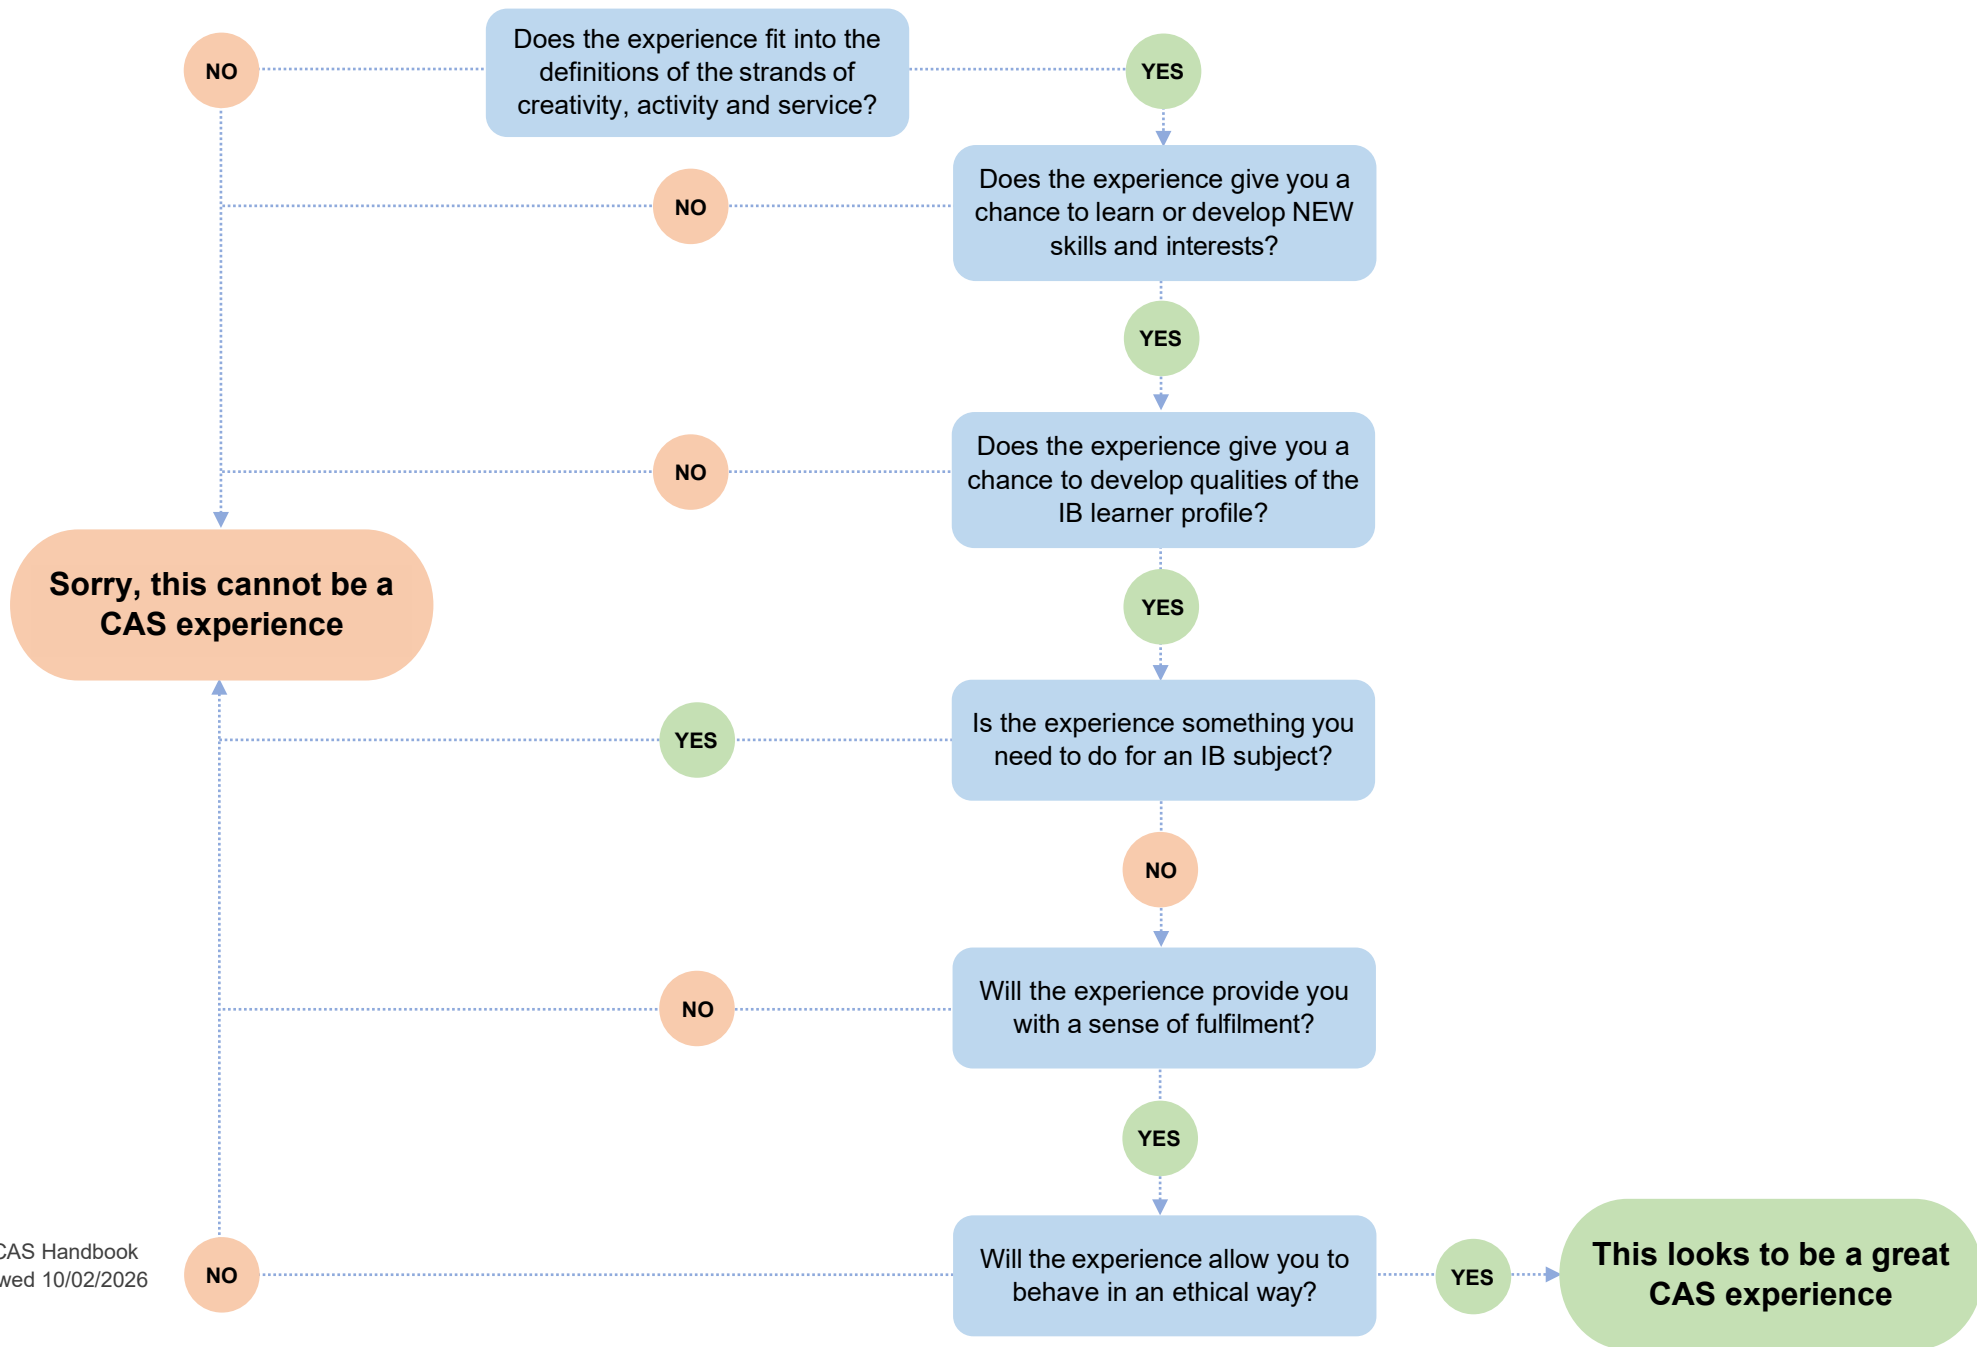 Does the experience fit into the
definitions of the strands of
creativity, activity and service?
NO
YES
Does the experience give you a
chance to learn or develop NEW
skills and interests?
NO
YES
Does the experience give you a
chance to develop qualities of the
IB learner profile?
NO
Sorry, this cannot be a
CAS experience
YES
Is the experience something you
need to do for an IB subject?
YES
NO
Will the experience provide you
with a sense of fulfilment?
NO
YES
Will the experience allow you to
behave in an ethical way?
NO
YES
This looks to be a great
CAS experience
CAS Handbook
10/02/2026